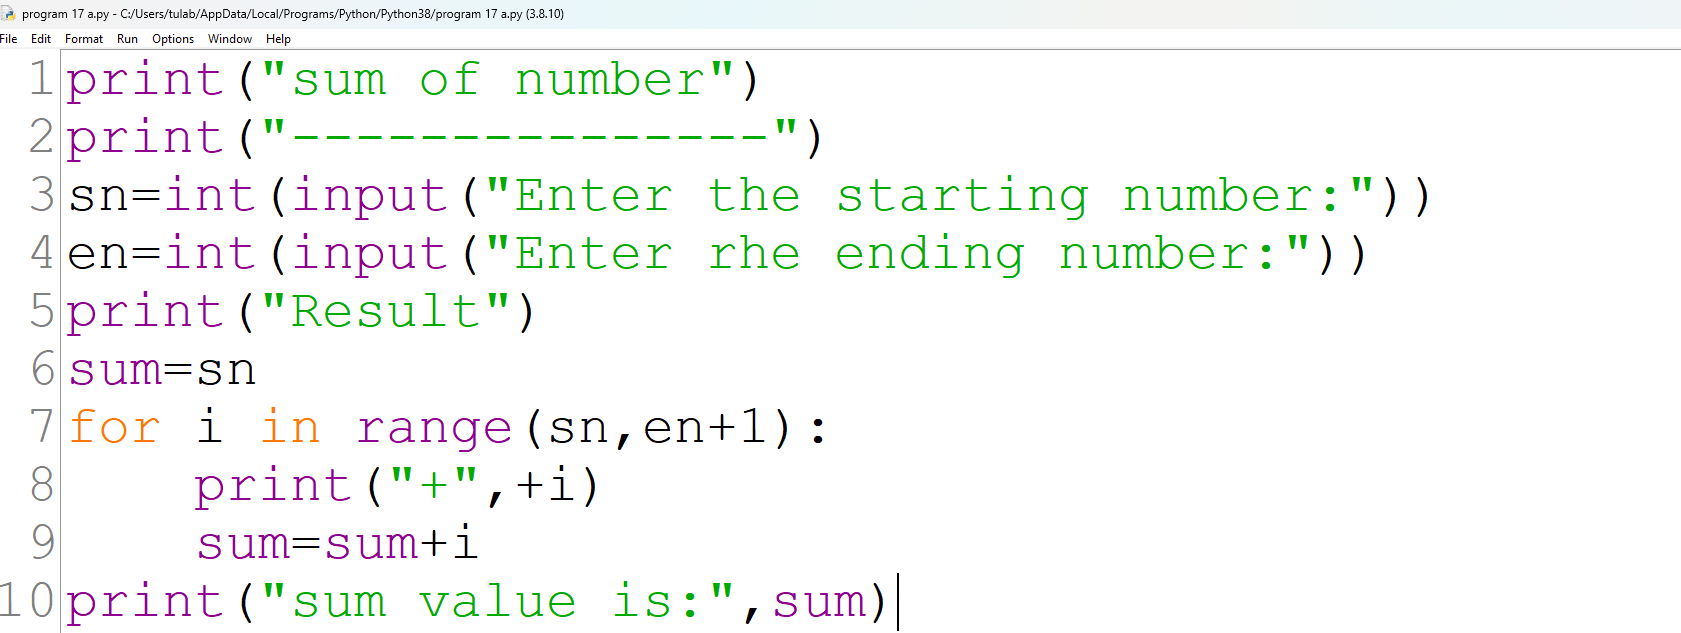 program 17 a.py - C:/Users/tulab/AppData/Local/Programs/Python/Python38/program 17 a.py (3.8.10)
File Edit Format Run Options Window Help
1 print("sum of number")
2 print("---------------")
3 sn=int(input("Enter the starting number:"))
4 en=int(input("Enter rhe ending number:"))
5 print("Result")
6 sum=sn
7 for i in range(sn,en+1):
8     print("+",+i)
9     sum=sum+i
10 print("sum value is:",sum)